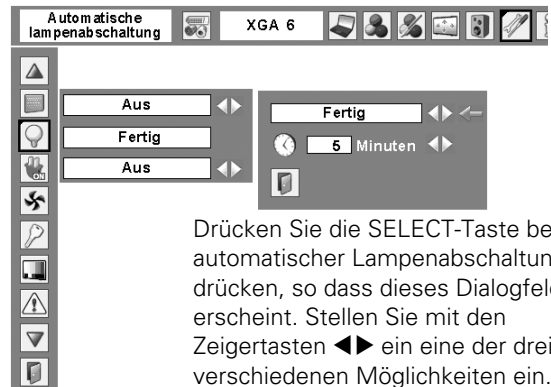 Automatische
lampenabschaltung
XGA 6
ON
Aus
Fertig
Aus
Fertig
5 Minuten
Drücken Sie die SELECT-Taste be
automatischer Lampenabschaltun
drücken, so dass dieses Dialogfel
erscheint. Stellen Sie mit den
Zeigertasten ◀▶ ein eine der drei
verschiedenen Möglichkeiten ein.